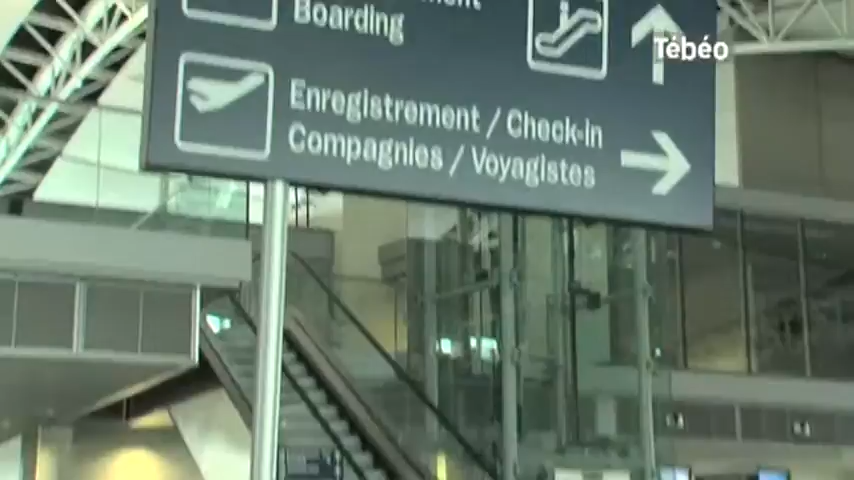 Boarding
Tébéo
Enregistrement / Check-in
Compagnies / Voyagistes